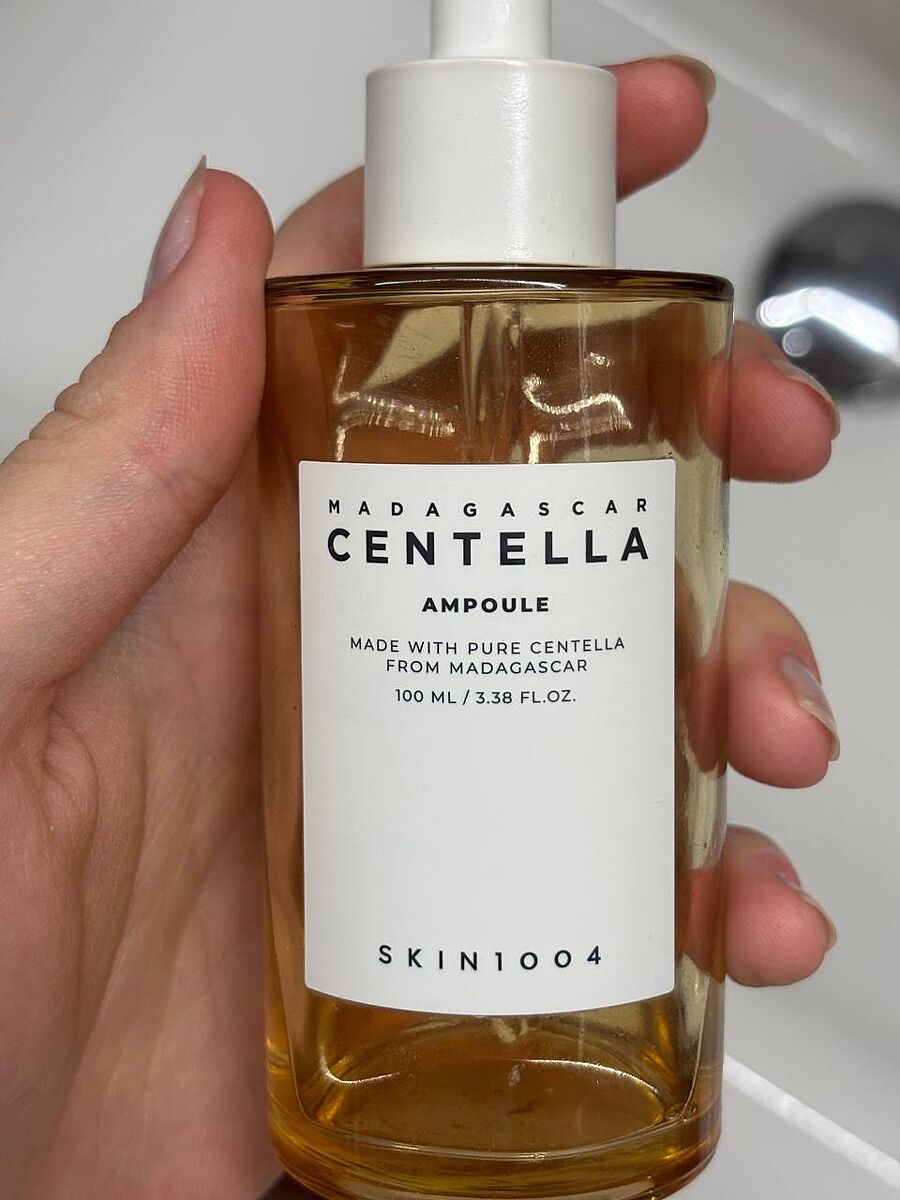 MADAGASCAR
CENTELLA
AMPOULE
MADE WITH PURE CENTELLA
FROM MADAGASCAR
100 ML / 3.38 FL.OZ.
SKIN1004